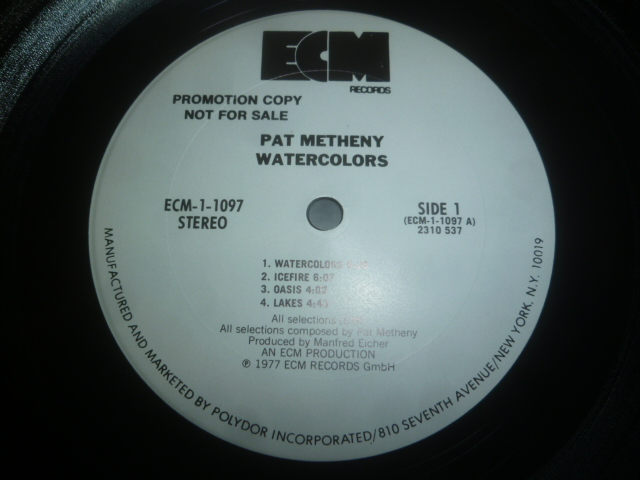 ECM
RECORDS
PROMOTION COPY
NOT FOR SALE
PAT METHENY
WATERCOLORS
ECM-1-1097
STEREO
SIDE 1
(ECM-1-1097 A)
2310 537
1. WATERCOLORS
2. ICEFIRE 6:07
3. OASIS 4:02
4. LAKES 4:43
All selections
All selections composed by Pat Metheny
Produced by Manfred Eicher
AN ECM PRODUCTION
℗ 1977 ECM RECORDS GmbH
MANUFACTURED AND MARKETED BY POLYDOR INCORPORATED/810 SEVENTH AVENUE/NEW YORK, N.Y. 10019